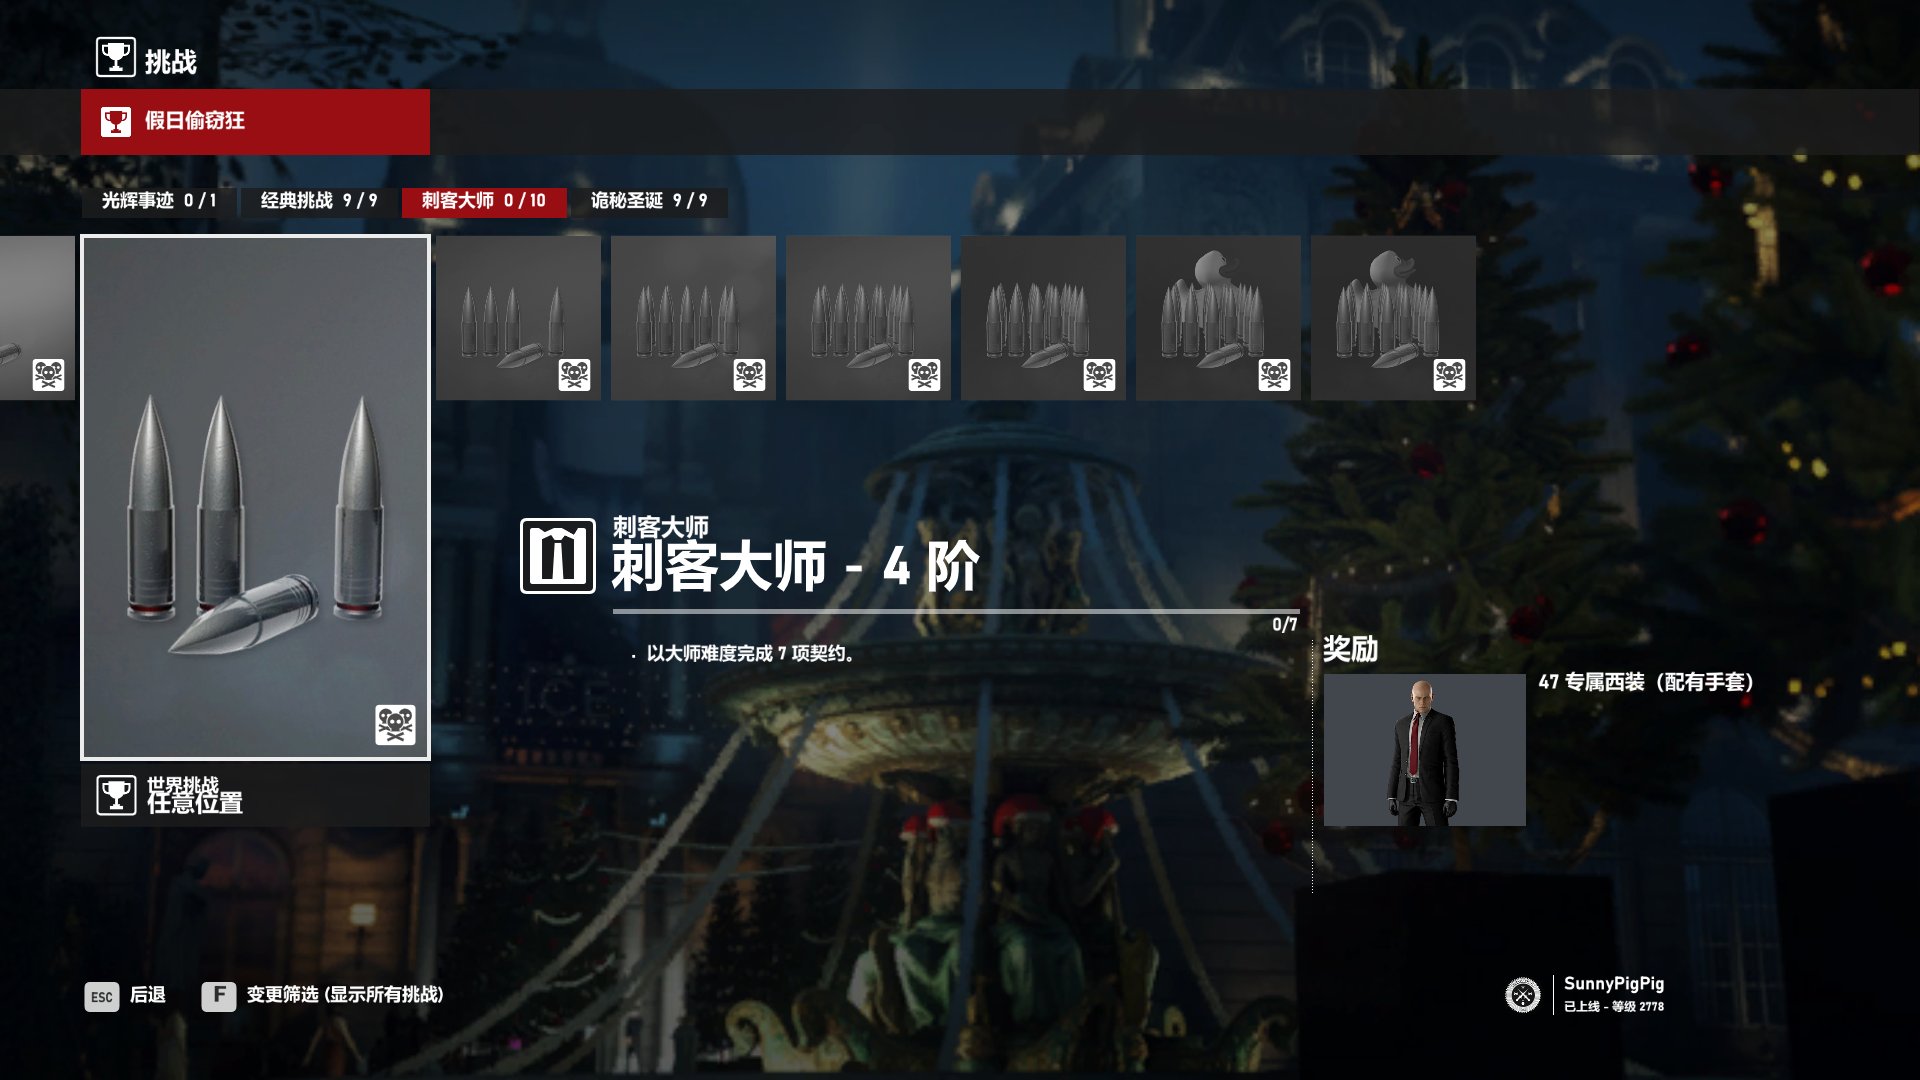 挑战
假日偷窃狂
光辉事迹 0/1
经典挑战 9/9
刺客大师 0/10
诡秘圣诞 9/9
刺客大师
刺客大师 - 4 阶
0/7
. 以大师难度完成 7 项契约。
奖励
47 专属西装（配有手套）
世界挑战
任意位置
ESC 后退
F 变更筛选 (显示所有挑战)
SunnyPigPig
已上线 - 等级 2778
ICE